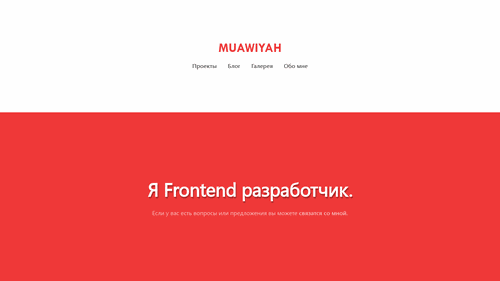 MUAWIYAH
Проекты Блог Галерея Обо мне
Я Frontend разработчик.
Если у вас есть вопросы или предложения вы можете связатся со мной.